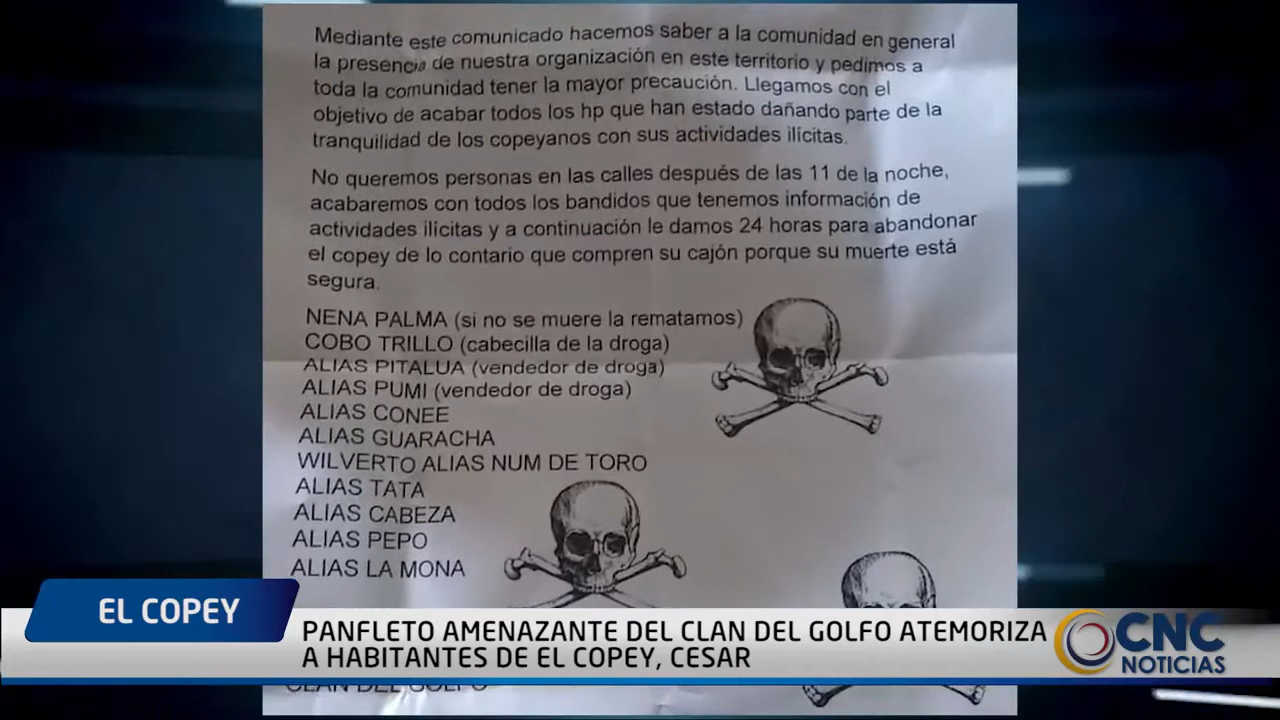 Mediante este comunicado hacemos saber a la comunidad en general
la presencia de nuestra organización en este territorio y pedimos a
toda la comunidad tener la mayor precaución. Llegamos con el
objetivo de acabar todos los hp que han estado dañando parte de la
tranquilidad de los copeyanos con sus actividades ilícitas.
No queremos personas en las calles después de las 11 de la noche,
acabaremos con todos los bandidos que tenemos información de
actividades ilícitas y a continuación le damos 24 horas para abandonar
el copey de lo contario que compren su cajón porque su muerte está
segura.
NENA PALMA (si no se muere la rematamos)
COBO TRILLO (cabecilla de la droga)
ALIAS PITALUA (vendedor de droga)
ALIAS PUMI (vendedor de droga)
ALIAS CONEE
ALIAS GUARACHA
WILVERTO ALIAS NUM DE TORO
ALIAS TATA
ALIAS CABEZA
ALIAS PEPO
ALIAS LA MONA
EL COPEY
PANFLETO AMENAZANTE DEL CLAN DEL GOLFO ATEMORIZA
A HABITANTES DE EL COPEY, CESAR
CNC
NOTICIAS
CLAN DEL GOLFO